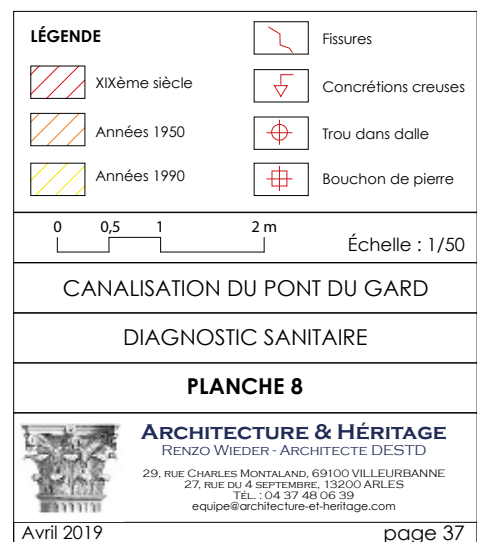 LÉGENDE
XIXème siècle
Années 1950
Années 1990
Fissures
Concrétions creuses
Trou dans dalle
Bouchon de pierre
0 0,5 1 2 m
Échelle : 1/50
CANALISATION DU PONT DU GARD
DIAGNOSTIC SANITAIRE
PLANCHE 8
ARCHITECTURE & HÉRITAGE
RENZO WIEDER - ARCHITECTE DESTD
29, RUE CHARLES MONTALAND, 69100 VILLEURBANNE
27, RUE DU 4 SEPTEMBRE, 13200 ARLES
TÉL. : 04 37 48 06 39
equipe@architecture-et-heritage.com
Avril 2019 page 37